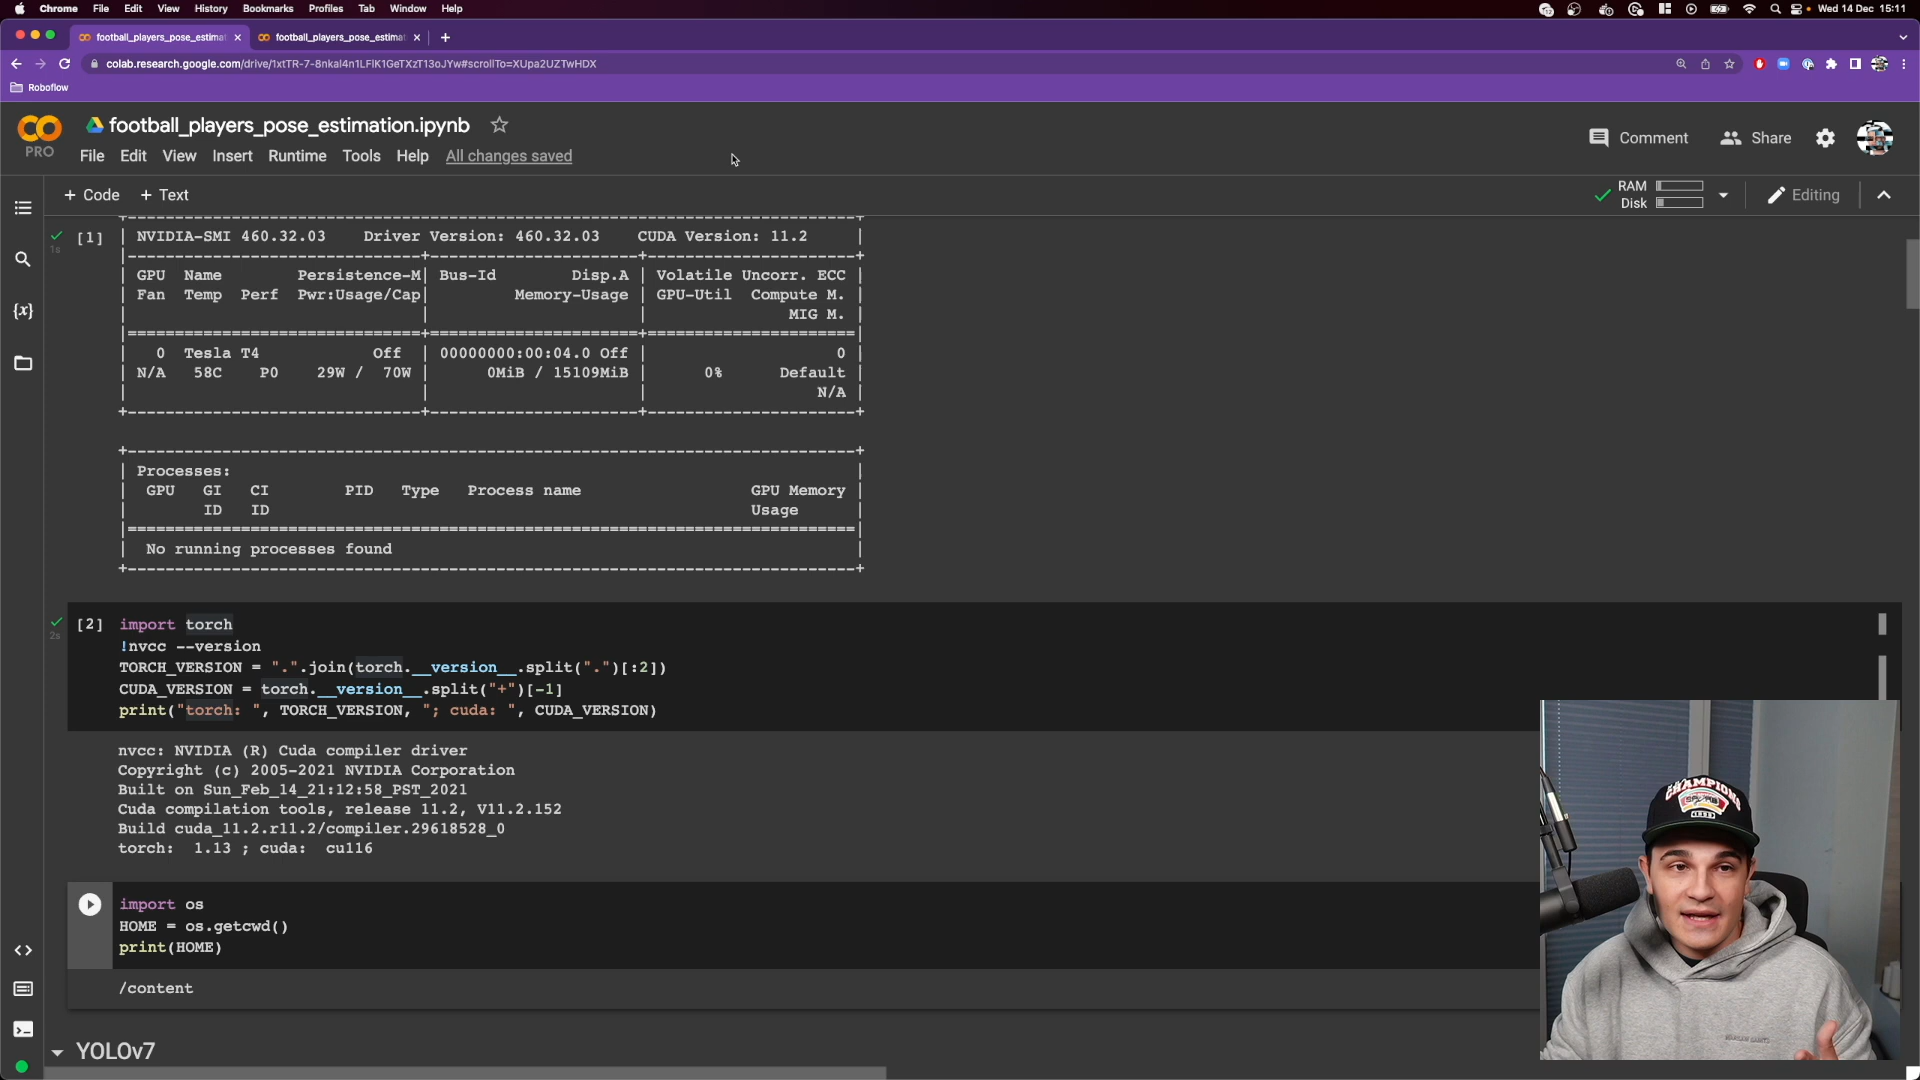 Chrome File Edit View History Bookmarks Profiles Tab Window Help Wed 14 Dec 15:11
football_players_pose_estima football_players_pose_estima
colab.research.google.com/drive/1xtTR-7-8nkal4n1LFlK1GeTXzT13oJYw#scrollTo=XUpa2UZTwHDX
Roboflow
CO PRO
football_players_pose_estimation.ipynb
File Edit View Insert Runtime Tools Help All changes saved
Comment Share
+ Code + Text
RAM
Disk
Editing
[1] | NVIDIA-SMI 460.32.03 Driver Version: 460.32.03 CUDA Version: 11.2 |
|-------------------------------+----------------------+----------------------+
| GPU Name Persistence-M| Bus-Id Disp.A | Volatile Uncorr. ECC |
| Fan Temp Perf Pwr:Usage/Cap| Memory-Usage | GPU-Util Compute M. |
| | | MIG M. |
|===============================+======================+======================|
| 0 Tesla T4 Off | 00000000:00:04.0 Off | 0 |
| N/A 58C P0 29W / 70W | 0MiB / 15109MiB | 0% Default |
| | | N/A |
+-------------------------------+----------------------+----------------------+
+-----------------------------------------------------------------------------+
| Processes: |
| GPU GI CI PID Type Process name GPU Memory |
| ID ID Usage |
|=============================================================================|
| No running processes found |
+-----------------------------------------------------------------------------+
1s
[2] import torch
2s
!nvcc --version
TORCH_VERSION = ".".join(torch.__version__.split(".")[:2])
CUDA_VERSION = torch.__version__.split("+")[-1]
print("torch: ", TORCH_VERSION, "; cuda: ", CUDA_VERSION)
nvcc: NVIDIA (R) Cuda compiler driver
Copyright (c) 2005-2021 NVIDIA Corporation
Built on Sun_Feb_14_21:12:58_PST_2021
Cuda compilation tools, release 11.2, V11.2.152
Build cuda_11.2.r11.2/compiler.29618528_0
torch: 1.13 ; cuda: cu116
import os
HOME = os.getcwd()
print(HOME)
/content
YOLOv7
CHAMPIONS
SPURS